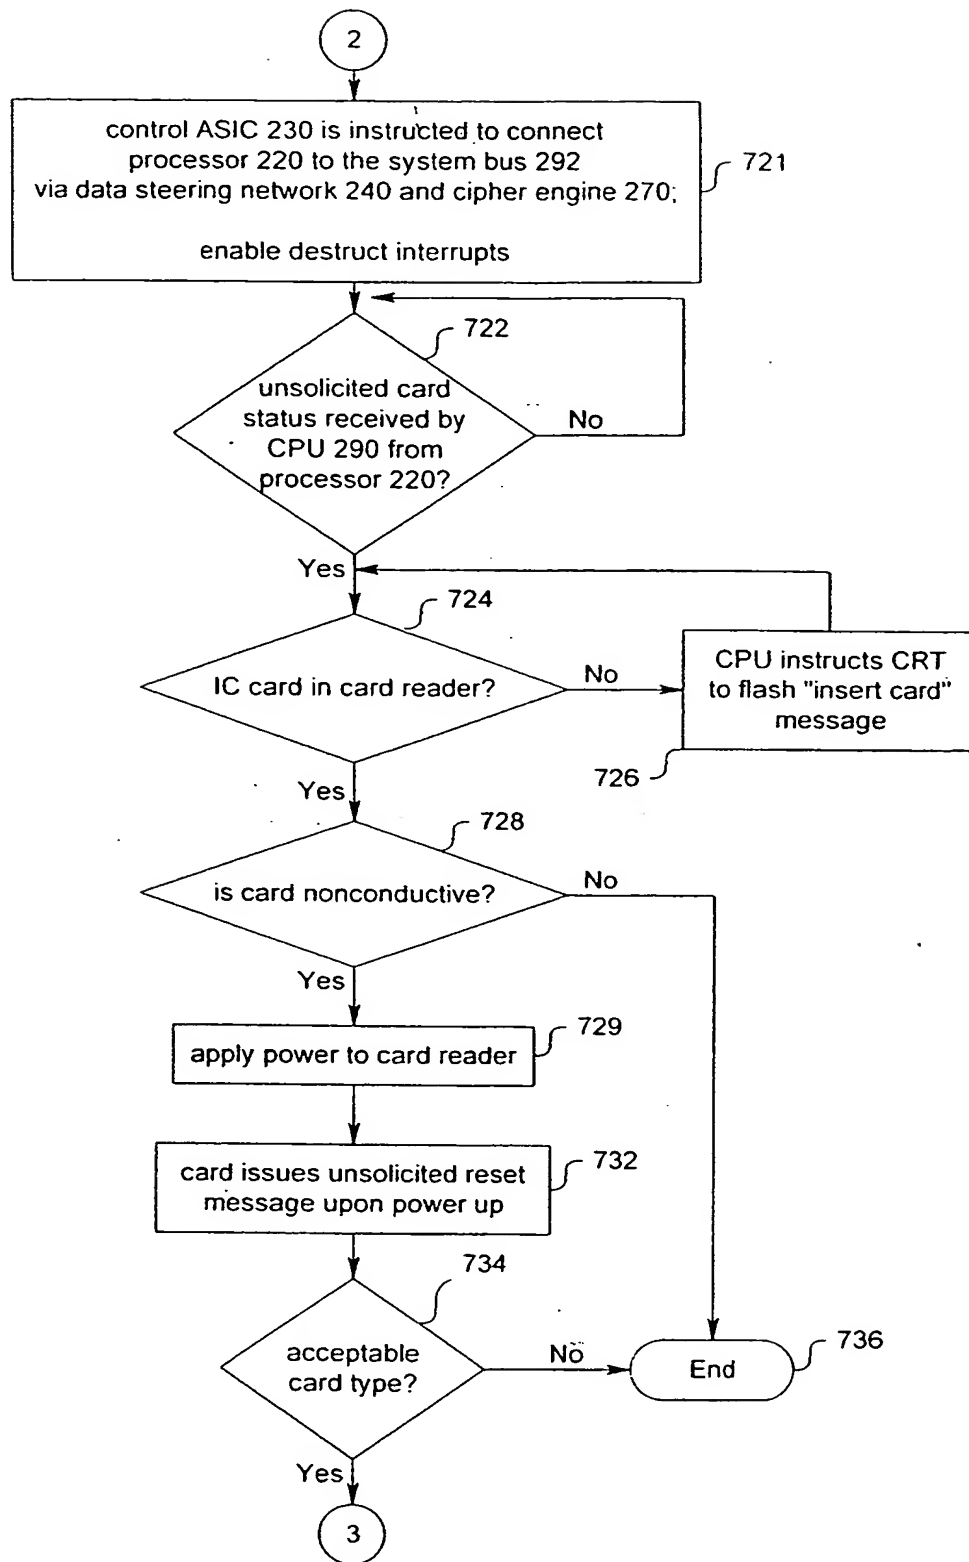 2
control ASIC 230 is instructed to connect
processor 220 to the system bus 292
via data steering network 240 and cipher engine 270;
enable destruct interrupts
721
722
unsolicited card
status received by
CPU 290 from
processor 220?
No
Yes
724
IC card in card reader?
No
CPU instructs CRT
to flash "insert card"
message
726
Yes
728
is card nonconductive?
No
Yes
729
apply power to card reader
732
card issues unsolicited reset
message upon power up
734
acceptable
card type?
No
End
736
Yes
3